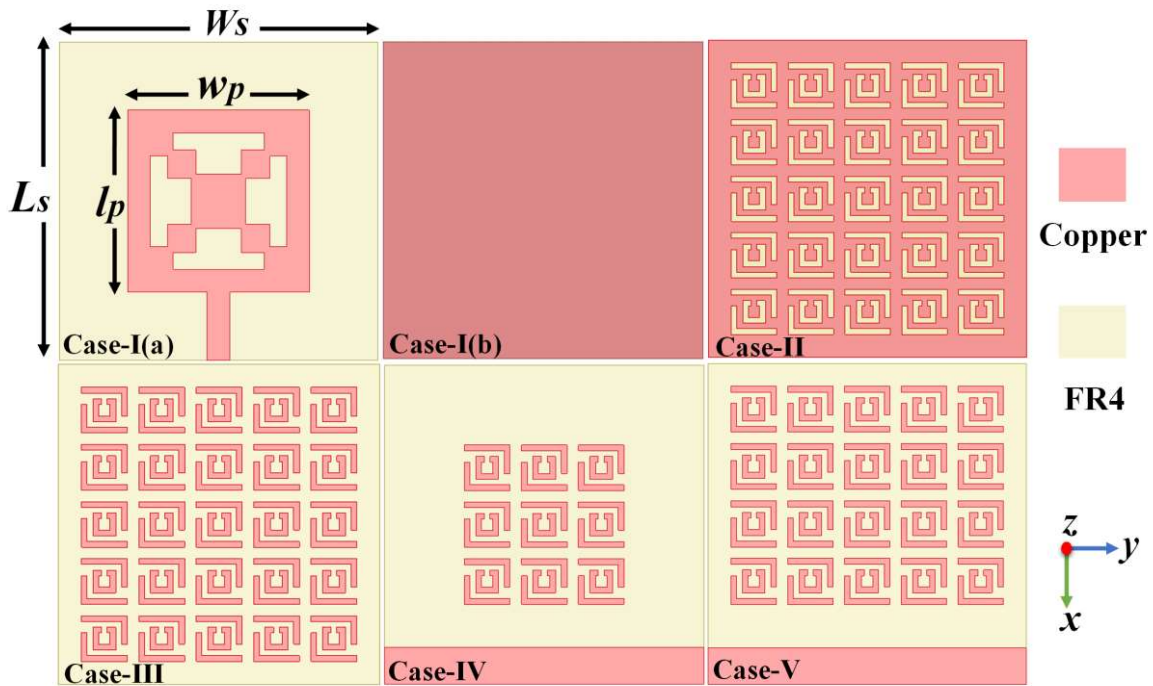 Ws
Ls
wp
lp
Case-I(a)
Case-I(b)
Case-II
Copper
FR4
Case-III
Case-IV
Case-V
z
y
x